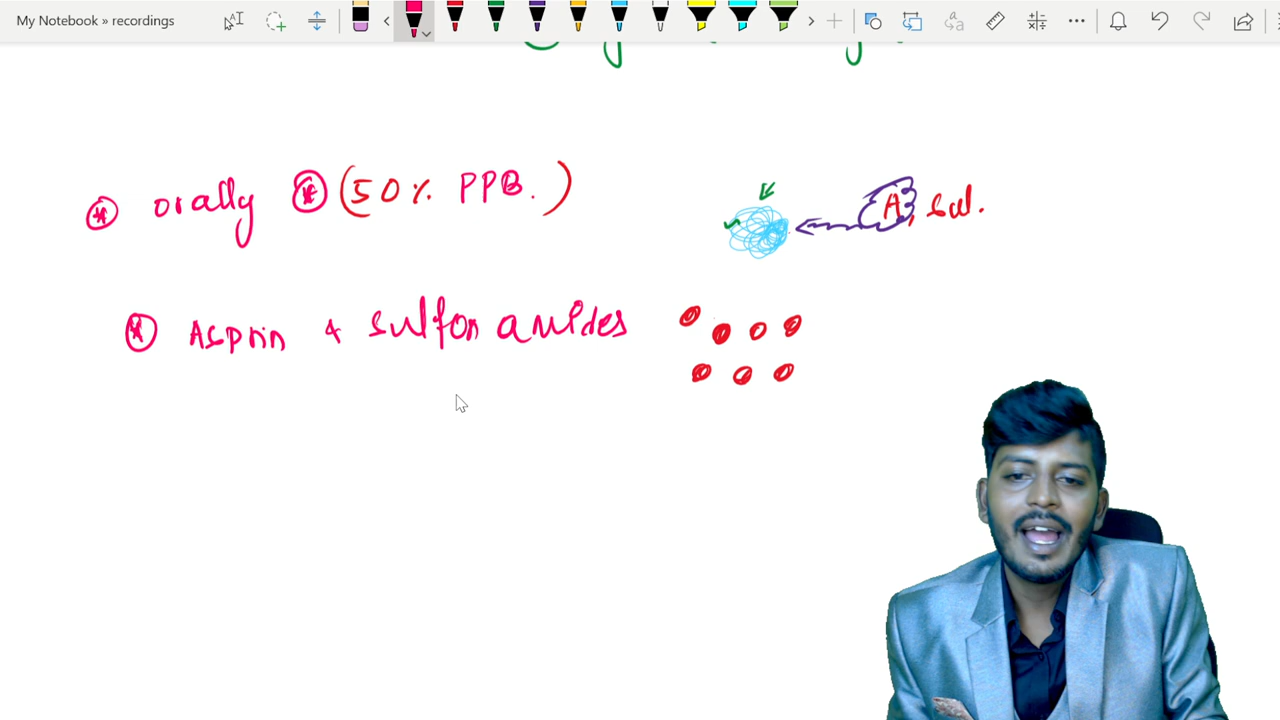 My Notebook » recordings
orally (50% PPB.)
A, Sul.
Asprin & sulfonamides